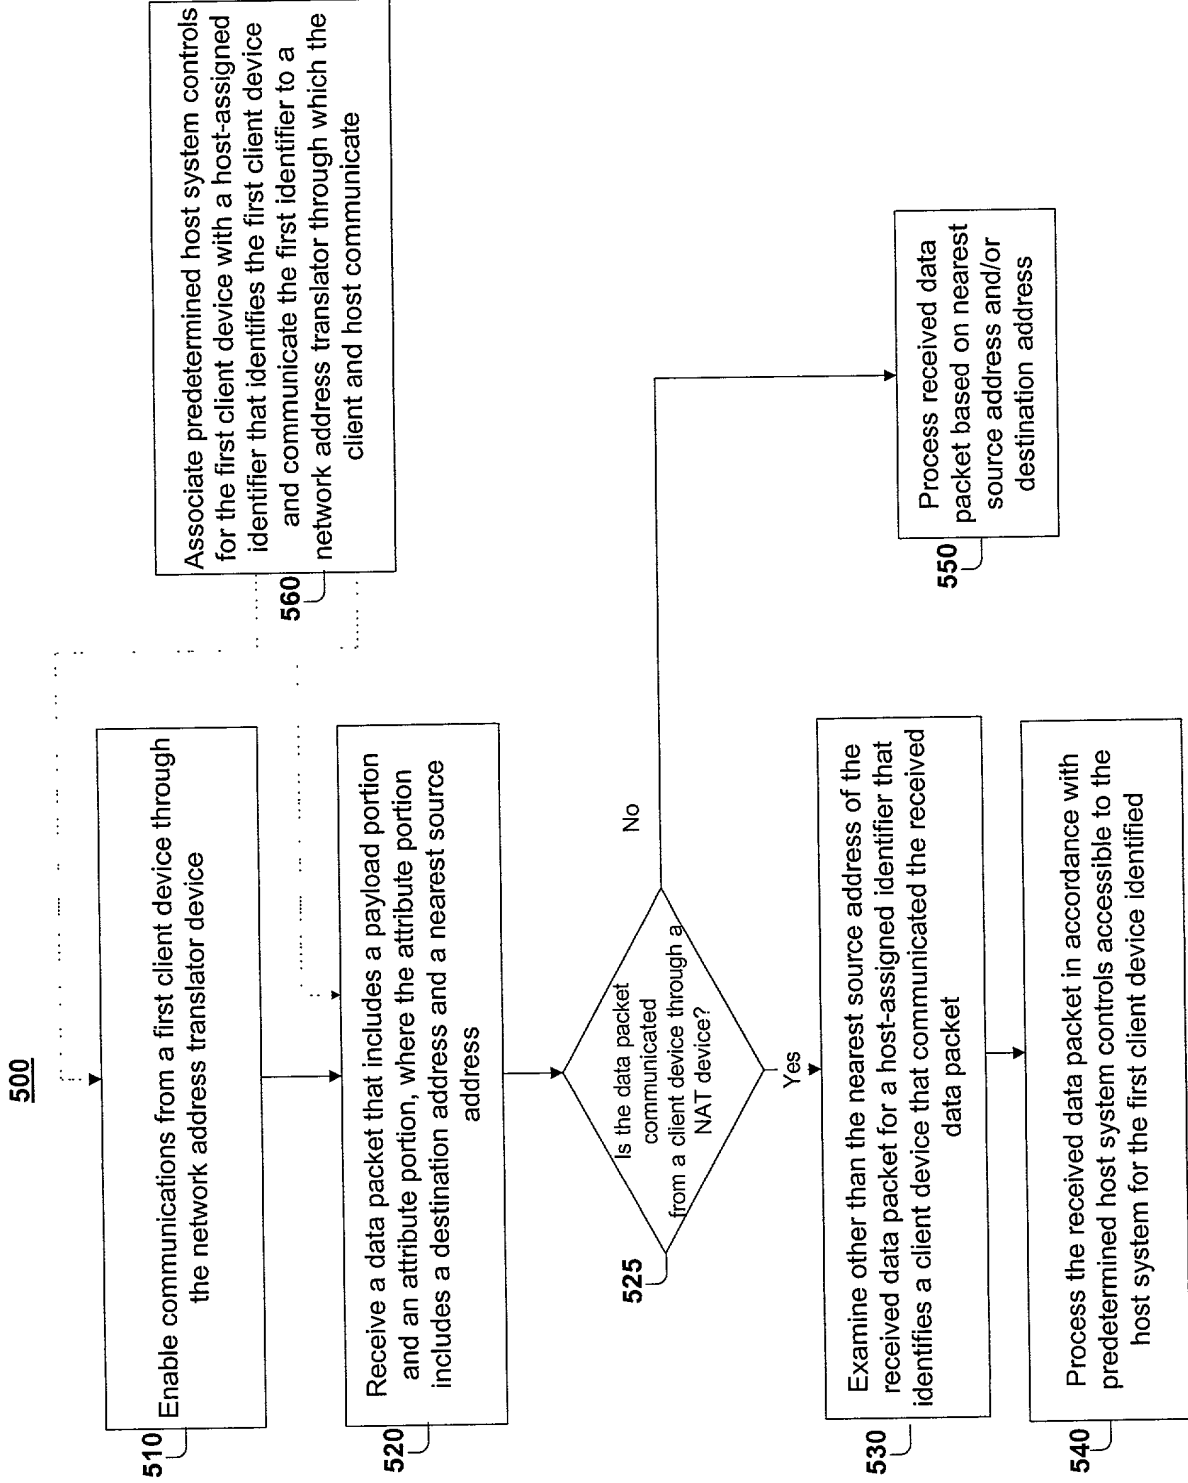 500
510
Enable communications from a first client device through
the network address translator device
520
Receive a data packet that includes a payload portion
and an attribute portion, where the attribute portion
includes a destination address and a nearest source
address
525
Is the data packet
communicated
from a client device through a
NAT device?
Yes
No
530
Examine other than the nearest source address of the
received data packet for a host-assigned identifier that
identifies a client device that communicated the received
data packet
540
Process the received data packet in accordance with
predetermined host system controls accessible to the
host system for the first client device identified
550
Process received data
packet based on nearest
source address and/or
destination address
560
Associate predetermined host system controls
for the first client device with a host-assigned
identifier that identifies the first client device
and communicate the first identifier to a
network address translator through which the
client and host communicate